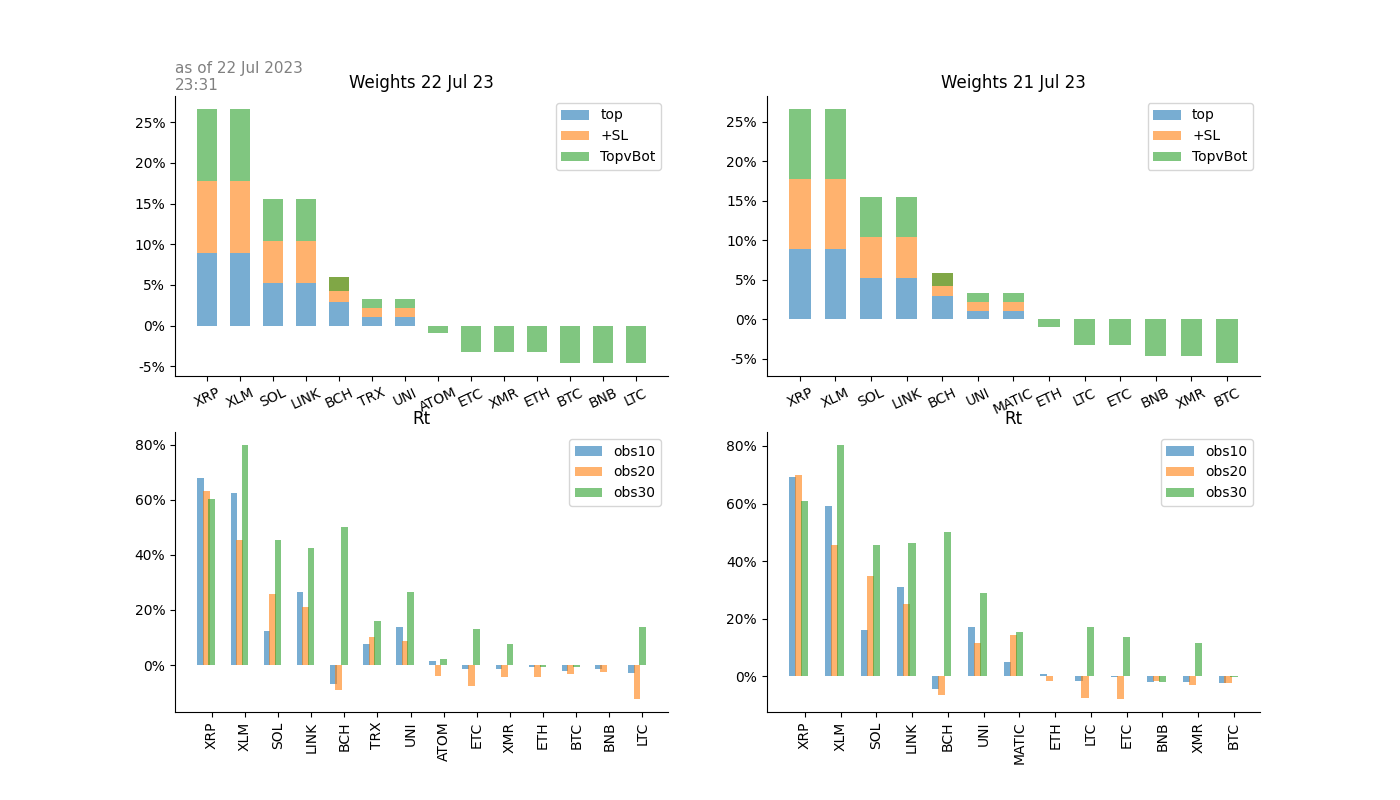 as of 22 Jul 2023
23:31
Weights 22 Jul 23
25%
20%
15%
10%
5%
0%
-5%
top
+SL
TopvBot
XRP XLM SOL LINK BCH TRX UNI ATOM ETC XMR ETH BTC BNB LTC
Weights 21 Jul 23
25%
20%
15%
10%
5%
0%
-5%
top
+SL
TopvBot
XRP XLM SOL LINK BCH UNI MATIC ETH LTC ETC BNB XMR BTC
Rt
80%
60%
40%
20%
0%
obs10
obs20
obs30
XRP XLM SOL LINK BCH TRX UNI ATOM ETC XMR ETH BTC BNB LTC
Rt
80%
60%
40%
20%
0%
obs10
obs20
obs30
XRP XLM SOL LINK BCH UNI MATIC ETH LTC ETC BNB XMR BTC